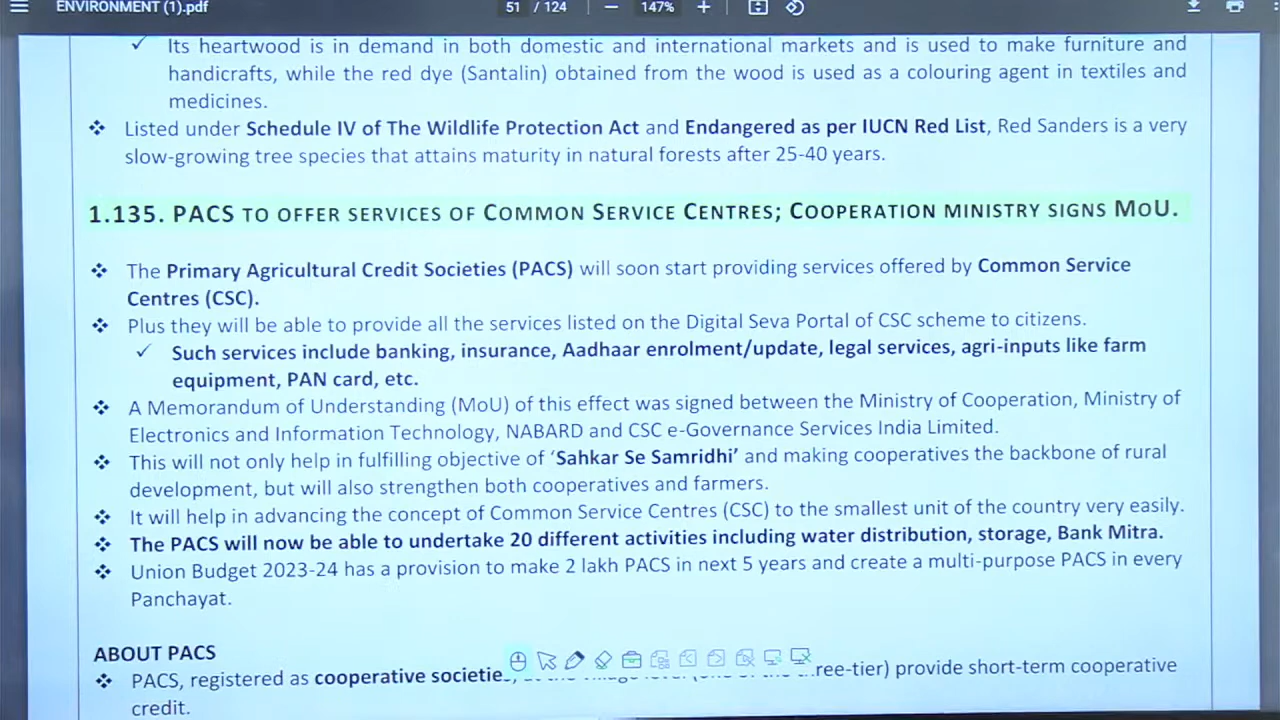 ENVIRONMENT (1).pdf
51 / 124
147%
Its heartwood is in demand in both domestic and international markets and is used to make furniture and
handicrafts, while the red dye (Santalin) obtained from the wood is used as a colouring agent in textiles and
medicines.
Listed under Schedule IV of The Wildlife Protection Act and Endangered as per IUCN Red List, Red Sanders is a very
slow-growing tree species that attains maturity in natural forests after 25-40 years.
1.135. PACS TO OFFER SERVICES OF COMMON SERVICE CENTRES; COOPERATION MINISTRY SIGNS MOU.
The Primary Agricultural Credit Societies (PACS) will soon start providing services offered by Common Service
Centres (CSC).
Plus they will be able to provide all the services listed on the Digital Seva Portal of CSC scheme to citizens.
Such services include banking, insurance, Aadhaar enrolment/update, legal services, agri-inputs like farm
equipment, PAN card, etc.
A Memorandum of Understanding (MoU) of this effect was signed between the Ministry of Cooperation, Ministry of
Electronics and Information Technology, NABARD and CSC e-Governance Services India Limited.
This will not only help in fulfilling objective of ‘Sahkar Se Samridhi’ and making cooperatives the backbone of rural
development, but will also strengthen both cooperatives and farmers.
It will help in advancing the concept of Common Service Centres (CSC) to the smallest unit of the country very easily.
The PACS will now be able to undertake 20 different activities including water distribution, storage, Bank Mitra.
Union Budget 2023-24 has a provision to make 2 lakh PACS in next 5 years and create a multi-purpose PACS in every
Panchayat.
ABOUT PACS
PACS, registered as cooperative provide short-term cooperative
credit.